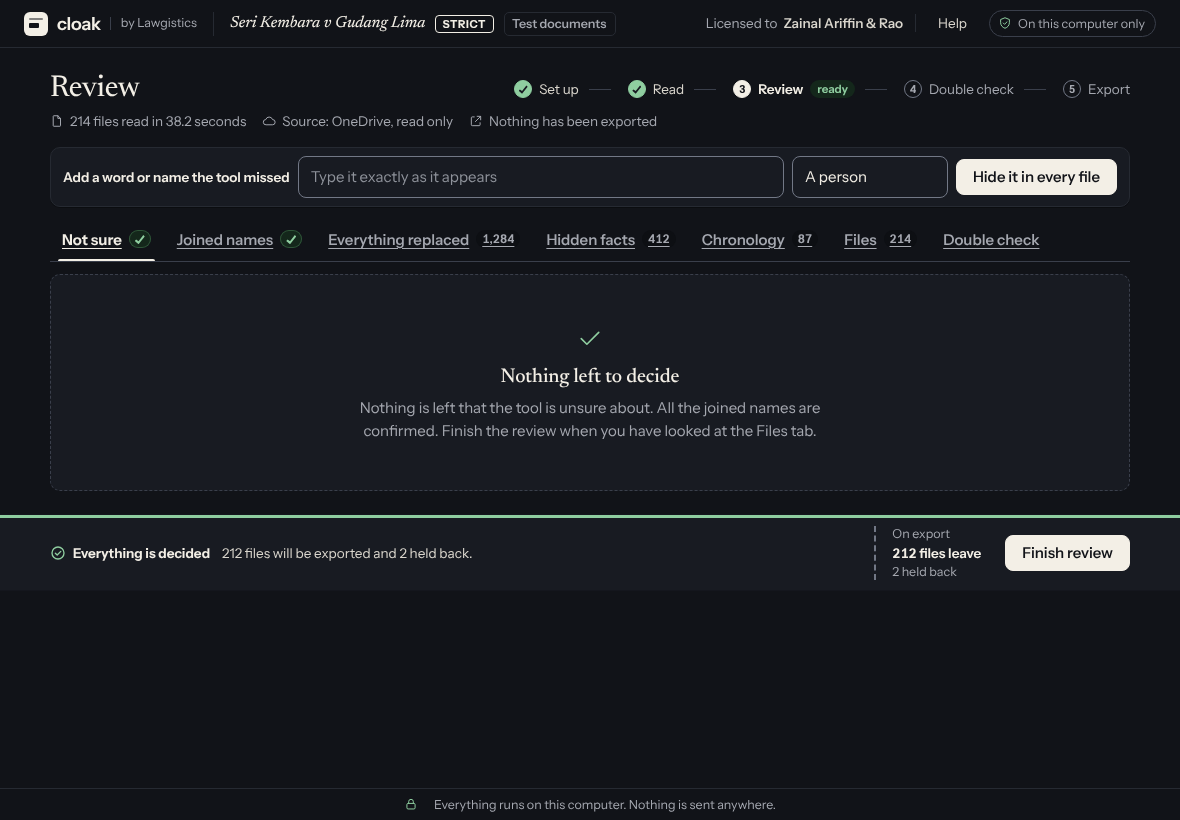 cloak by Lawgistics Seri Kembara v Gudang Lima STRICT Test documents Licensed to Zainal Ariffin & Rao Help On this computer only
Review Set up Read 3 Review ready 4 Double check 5 Export
214 files read in 38.2 seconds Source: OneDrive, read only Nothing has been exported
Add a word or name the tool missed Type it exactly as it appears A person Hide it in every file
Not sure Joined names Everything replaced 1,284 Hidden facts 412 Chronology 87 Files 214 Double check
Nothing left to decide
Nothing is left that the tool is unsure about. All the joined names are
confirmed. Finish the review when you have looked at the Files tab.
On export
Everything is decided 212 files will be exported and 2 held back. 212 files leave Finish review
2 held back
Everything runs on this computer. Nothing is sent anywhere.